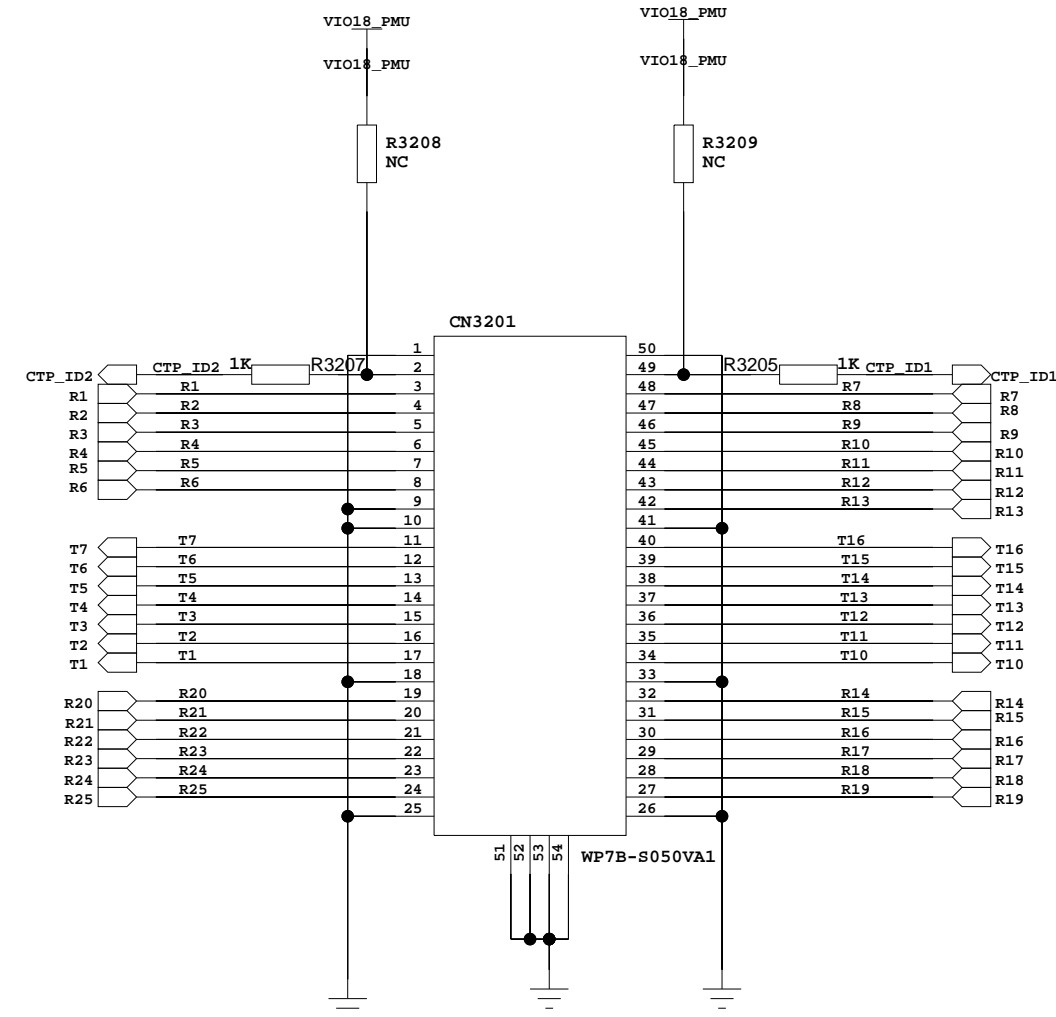 VIO18_PMU
VIO18_PMU
VIO18_PMU
VIO18_PMU
R3208
NC
R3209
NC
CN3201
1 50
CTP_ID2 CTP_ID2 1K R3207 2 49 R3205 1K CTP_ID1 CTP_ID1
R1 R1 3 48 R7 R7
R2 R2 4 47 R8 R8
R3 R3 5 46 R9 R9
R4 R4 6 45 R10 R10
R5 R5 7 44 R11 R11
R6 R6 8 43 R12 R12
9 42 R13 R13
10 41
T7 T7 11 40 T16 T16
T6 T6 12 39 T15 T15
T5 T5 13 38 T14 T14
T4 T4 14 37 T13 T13
T3 T3 15 36 T12 T12
T2 T2 16 35 T11 T11
T1 T1 17 34 T10 T10
18 33
R20 R20 19 32 R14 R14
R21 R21 20 31 R15 R15
R22 R22 21 30 R16 R16
R23 R23 22 29 R17 R17
R24 R24 23 28 R18 R18
R25 R25 24 27 R19 R19
25 26
51 52 53 54 WP7B-S050VA1